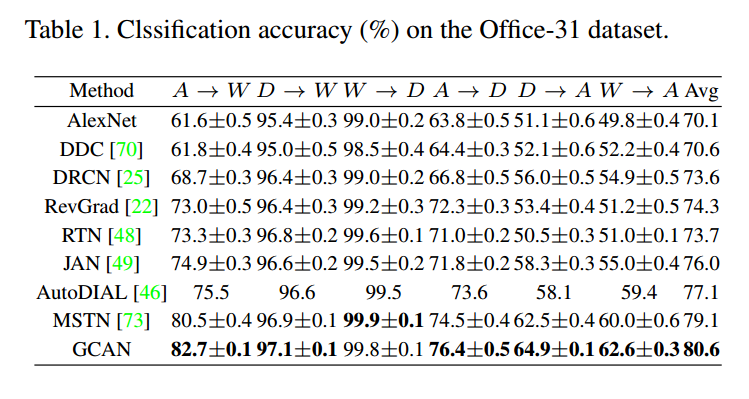 Table 1. Clssification accuracy (%) on the Office-31 dataset.
Method A → W D → W W → D A → D D → A W → A Avg
AlexNet 61.6±0.5 95.4±0.3 99.0±0.2 63.8±0.5 51.1±0.6 49.8±0.4 70.1
DDC [70] 61.8±0.4 95.0±0.5 98.5±0.4 64.4±0.3 52.1±0.6 52.2±0.4 70.6
DRCN [25] 68.7±0.3 96.4±0.3 99.0±0.2 66.8±0.5 56.0±0.5 54.9±0.5 73.6
RevGrad [22] 73.0±0.5 96.4±0.3 99.2±0.3 72.3±0.3 53.4±0.4 51.2±0.5 74.3
RTN [48] 73.3±0.3 96.8±0.2 99.6±0.1 71.0±0.2 50.5±0.3 51.0±0.1 73.7
JAN [49] 74.9±0.3 96.6±0.2 99.5±0.2 71.8±0.2 58.3±0.3 55.0±0.4 76.0
AutoDIAL [46] 75.5 96.6 99.5 73.6 58.1 59.4 77.1
MSTN [73] 80.5±0.4 96.9±0.1 99.9±0.1 74.5±0.4 62.5±0.4 60.0±0.6 79.1
GCAN 82.7±0.1 97.1±0.1 99.8±0.1 76.4±0.5 64.9±0.1 62.6±0.3 80.6